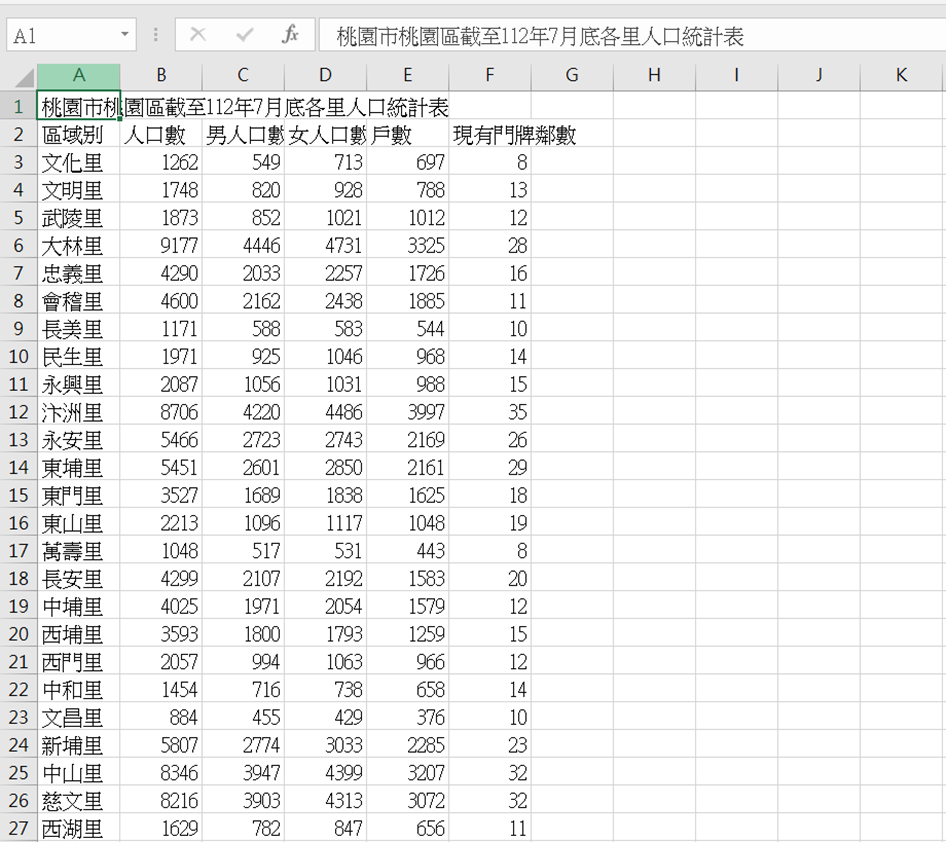 A1 fx 桃園市桃園區截至112年7月底各里人口統計表
A B C D E F G H I J K
1 桃園市桃園區截至112年7月底各里人口統計表
2 區域別 人口數 男人口數 女人口數 戶數 現有門牌鄰數
3 文化里 1262 549 713 697 8
4 文明里 1748 820 928 788 13
5 武陵里 1873 852 1021 1012 12
6 大林里 9177 4446 4731 3325 28
7 忠義里 4290 2033 2257 1726 16
8 會稽里 4600 2162 2438 1885 11
9 長美里 1171 588 583 544 10
10 民生里 1971 925 1046 968 14
11 永興里 2087 1056 1031 988 15
12 汴洲里 8706 4220 4486 3997 35
13 永安里 5466 2723 2743 2169 26
14 東埔里 5451 2601 2850 2161 29
15 東門里 3527 1689 1838 1625 18
16 東山里 2213 1096 1117 1048 19
17 萬壽里 1048 517 531 443 8
18 長安里 4299 2107 2192 1583 20
19 中埔里 4025 1971 2054 1579 12
20 西埔里 3593 1800 1793 1259 15
21 西門里 2057 994 1063 966 12
22 中和里 1454 716 738 658 14
23 文昌里 884 455 429 376 10
24 新埔里 5807 2774 3033 2285 23
25 中山里 8346 3947 4399 3207 32
26 慈文里 8216 3903 4313 3072 32
27 西湖里 1629 782 847 656 11